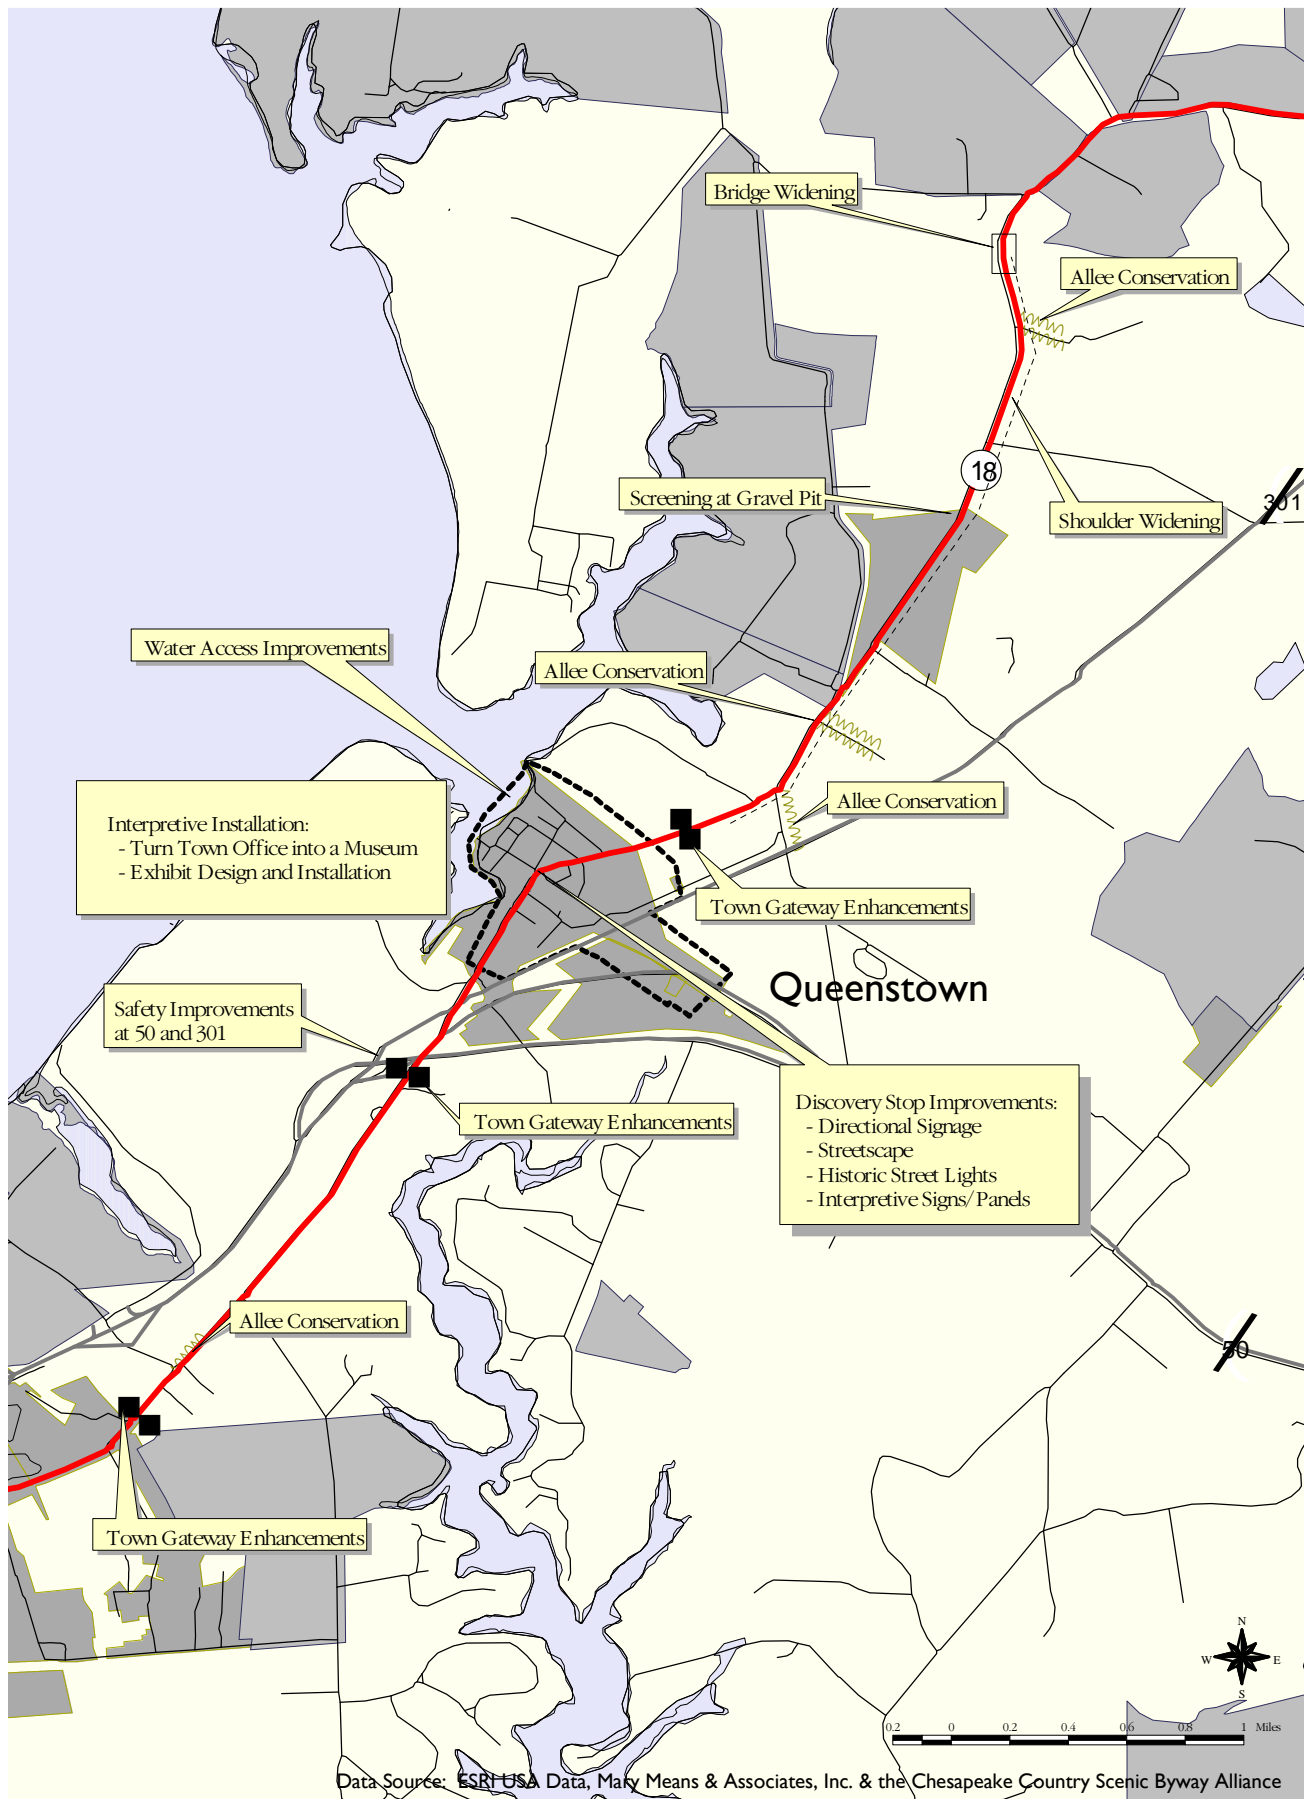 Bridge Widening
Allee Conservation
18
301
Screening at Gravel Pit
Shoulder Widening
Water Access Improvements
Allee Conservation
Interpretive Installation:
- Turn Town Office into a Museum
- Exhibit Design and Installation
Allee Conservation
Town Gateway Enhancements
Queenstown
Safety Improvements
at 50 and 301
Town Gateway Enhancements
Discovery Stop Improvements:
- Directional Signage
- Streetscape
- Historic Street Lights
- Interpretive Signs/Panels
Allee Conservation
50
Town Gateway Enhancements
N
W E
S
0.2 0 0.2 0.4 0.6 0.8 1 Miles
Data Source: ESRI USA Data, Mary Means & Associates, Inc. & the Chesapeake Country Scenic Byway Alliance